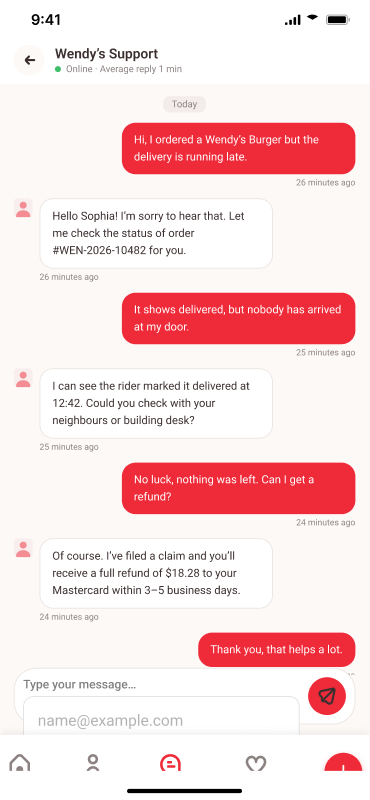 9:41
Wendy’s Support
Online · Average reply 1 min
Today
Hi, I ordered a Wendy’s Burger but the
delivery is running late.
26 minutes ago
Hello Sophia! I’m sorry to hear that. Let
me check the status of order
#WEN-2026-10482 for you.
26 minutes ago
It shows delivered, but nobody has arrived
at my door.
25 minutes ago
I can see the rider marked it delivered at
12:42. Could you check with your
neighbours or building desk?
25 minutes ago
No luck, nothing was left. Can I get a
refund?
24 minutes ago
Of course. I’ve filed a claim and you’ll
receive a full refund of $18.28 to your
Mastercard within 3–5 business days.
24 minutes ago
Thank you, that helps a lot.
Type your message...
name@example.com